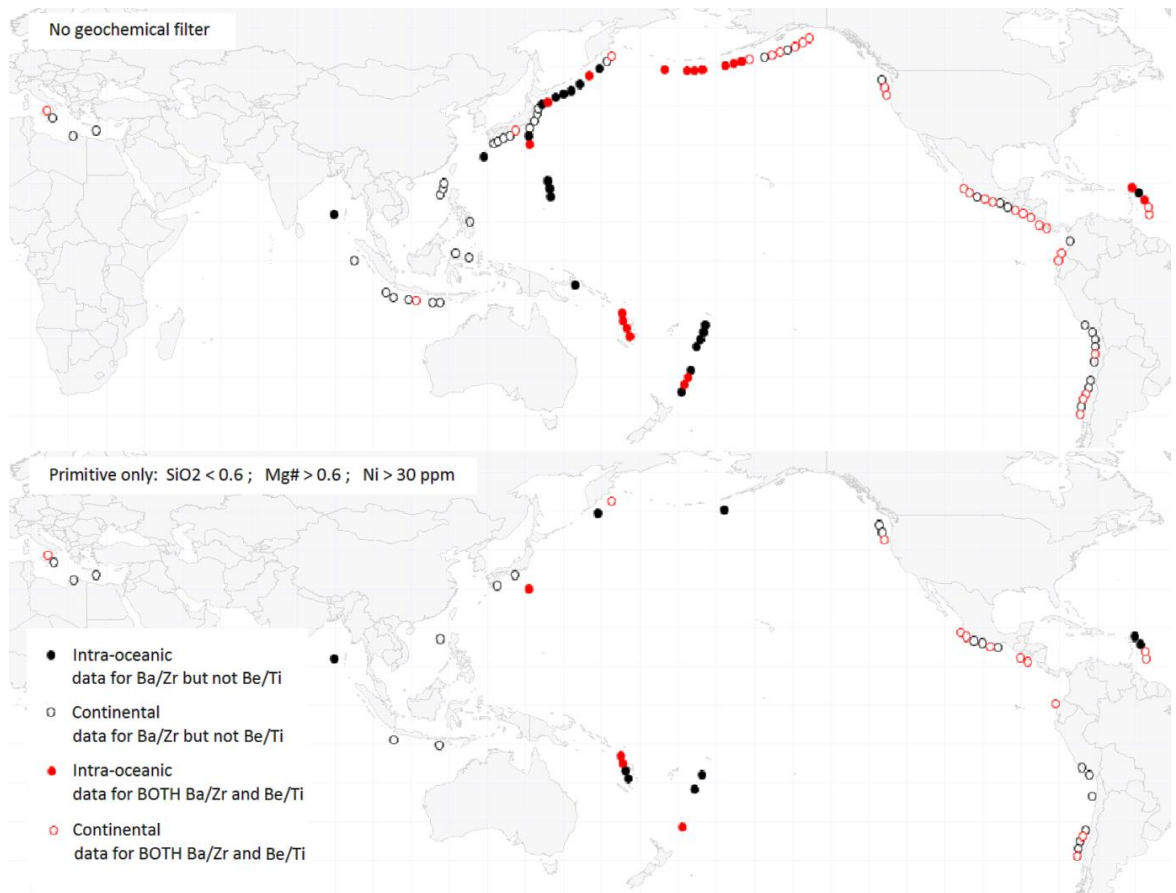 No geochemical filter
Primitive only:  SiO2 < 0.6 ;   Mg# > 0.6 ;   Ni > 30 ppm
Intra-oceanic
data for Ba/Zr but not Be/Ti
Continental
data for Ba/Zr but not Be/Ti
Intra-oceanic
data for BOTH Ba/Zr and Be/Ti
Continental
data for BOTH Ba/Zr and Be/Ti